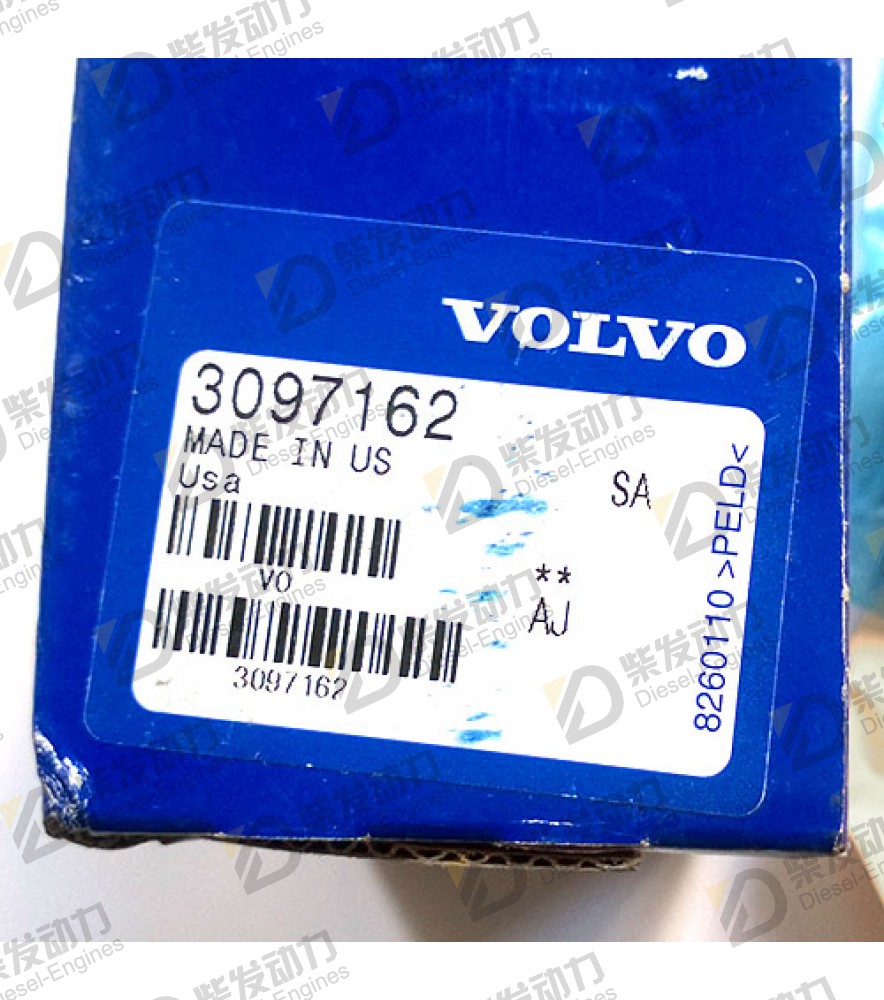 VOLVO
3097162
MADE IN US
Usa
VO
3097162
SA
**
AJ
8260110 >PELD<
柴发动力
Diesel-Engines